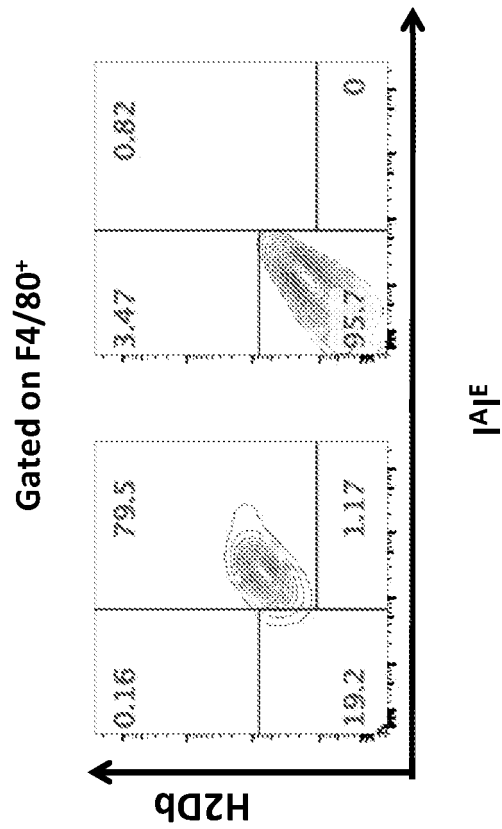 Gated on F4/80⁺
0.16 79.5 3.47 0.82
H2Db
19.2 1.17 95.7 0
IᴬIᴱ